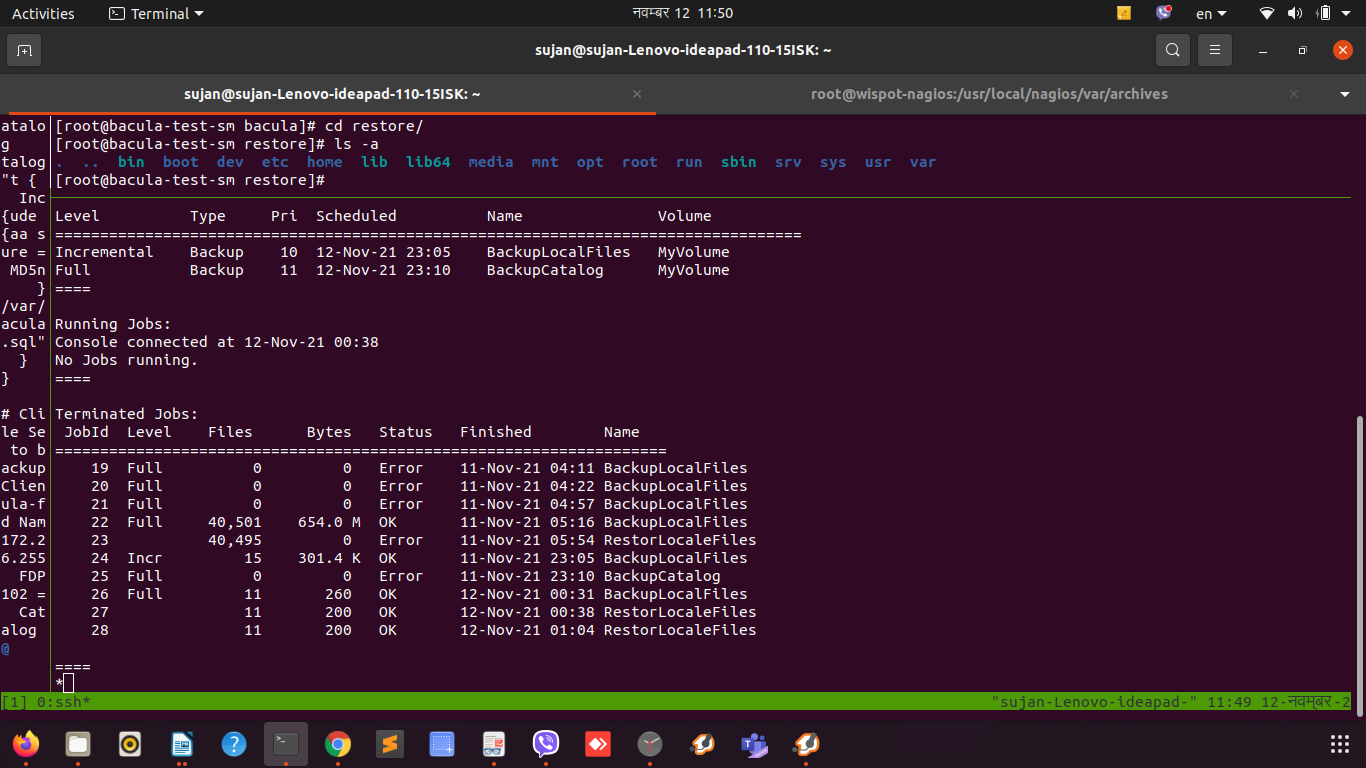 Activities Terminal नवम्बर 12 11:50 en
sujan@sujan-Lenovo-ideapad-110-15ISK: ~
sujan@sujan-Lenovo-ideapad-110-15ISK: ~ root@wispot-nagios:/usr/local/nagios/var/archives
atalo [root@bacula-test-sm bacula]# cd restore/
g [root@bacula-test-sm restore]# ls -a
talog . .. bin boot dev etc home lib lib64 media mnt opt root run sbin srv sys usr var
"t { [root@bacula-test-sm restore]#
Inc
{ude Level Type Pri Scheduled Name Volume
{aa s ===================================================================================
ure = Incremental Backup 10 12-Nov-21 23:05 BackupLocalFiles MyVolume
MD5n Full Backup 11 12-Nov-21 23:10 BackupCatalog MyVolume
} ====
/var/
acula Running Jobs:
.sql" Console connected at 12-Nov-21 00:38
} No Jobs running.
} ====
# Cli Terminated Jobs:
le Se JobId Level Files Bytes Status Finished Name
to b ====================================================================
ackup 19 Full 0 0 Error 11-Nov-21 04:11 BackupLocalFiles
Clien 20 Full 0 0 Error 11-Nov-21 04:22 BackupLocalFiles
ula-f 21 Full 0 0 Error 11-Nov-21 04:57 BackupLocalFiles
d Nam 22 Full 40,501 654.0 M OK 11-Nov-21 05:16 BackupLocalFiles
172.2 23 40,495 0 Error 11-Nov-21 05:54 RestorLocaleFiles
6.255 24 Incr 15 301.4 K OK 11-Nov-21 23:05 BackupLocalFiles
FDP 25 Full 0 0 Error 11-Nov-21 23:10 BackupCatalog
102 = 26 Full 11 260 OK 12-Nov-21 00:31 BackupLocalFiles
Cat 27 11 200 OK 12-Nov-21 00:38 RestorLocaleFiles
alog 28 11 200 OK 12-Nov-21 01:04 RestorLocaleFiles
@
====
*
[1] 0:ssh* "sujan-Lenovo-ideapad-" 11:49 12-नवम्बर-2